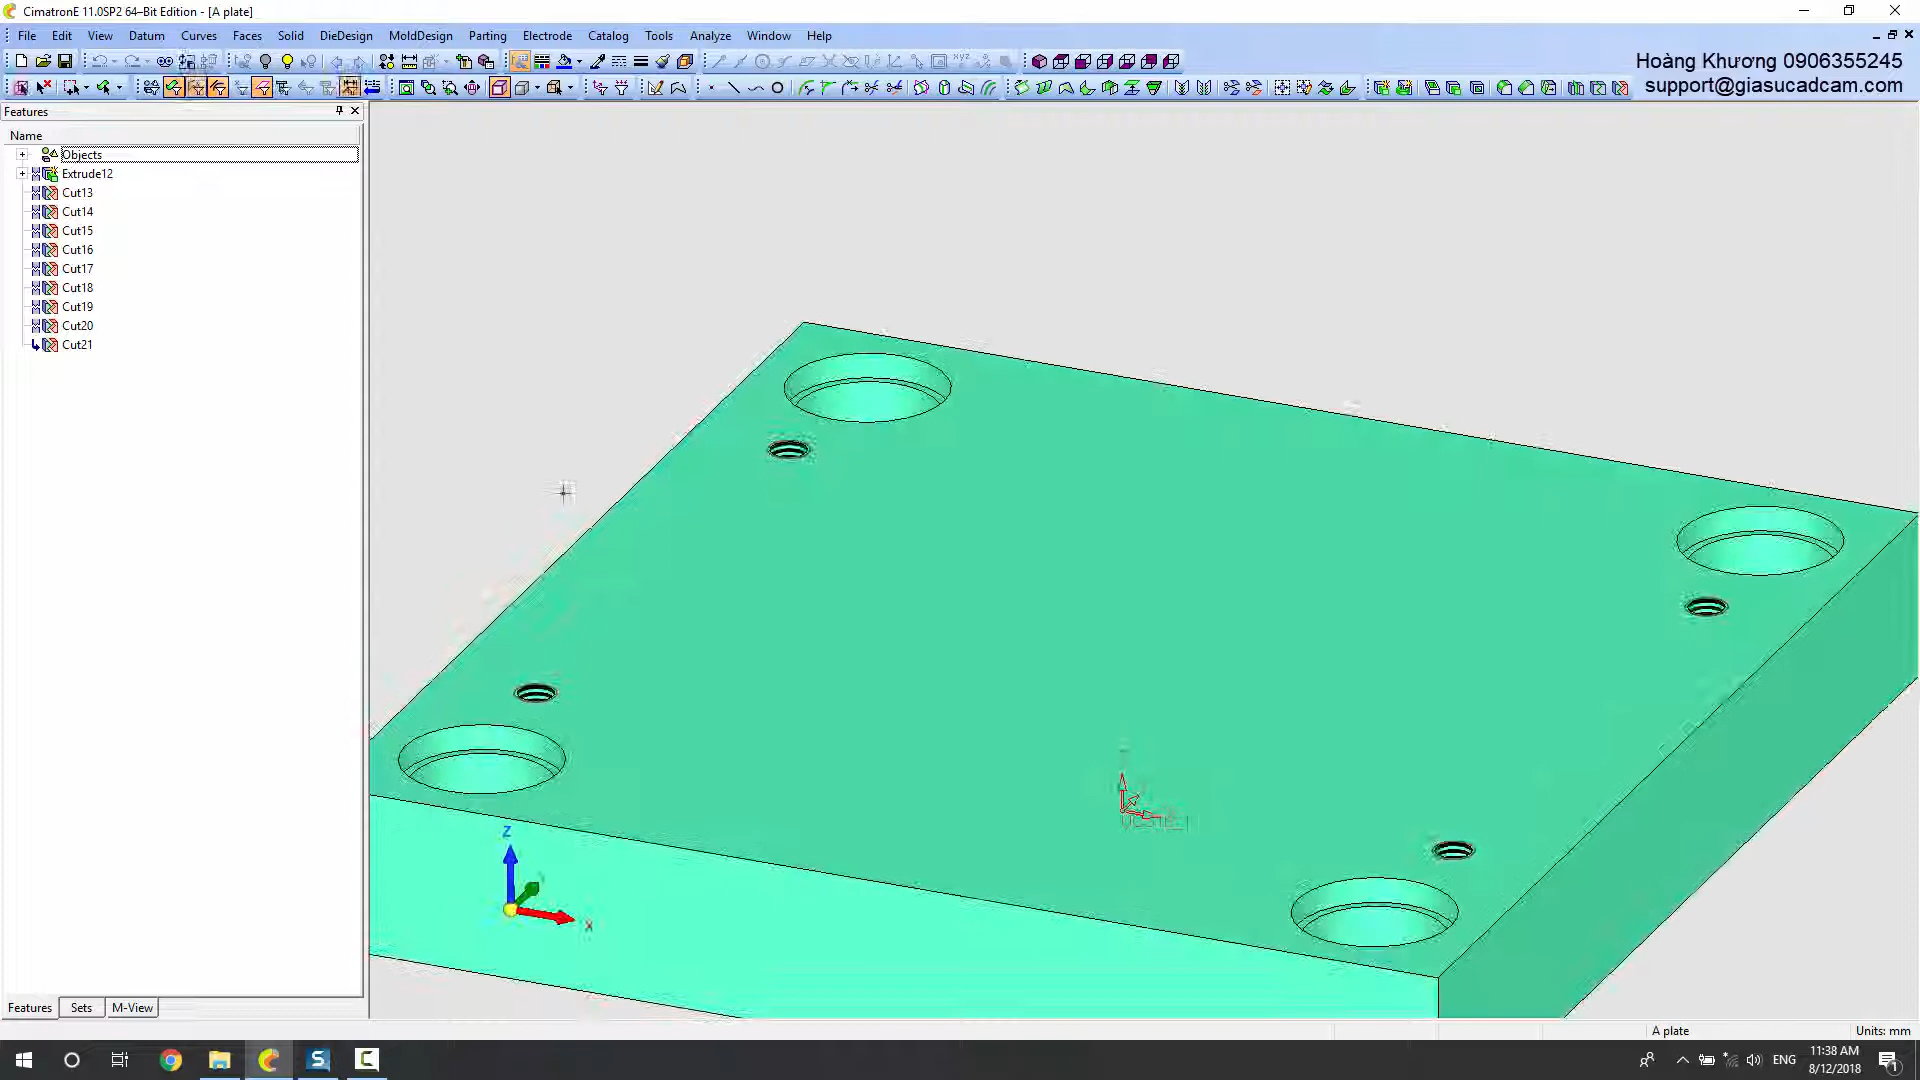 CimatronE 11.0SP2 64–Bit Edition - [A plate]
File Edit View Datum Curves Faces Solid DieDesign MoldDesign Parting Electrode Catalog Tools Analyze Window Help
Hoàng Khương 0906355245
support@giasucadcam.com
Features
Name
Objects
Extrude12
Cut13
Cut14
Cut15
Cut16
Cut17
Cut18
Cut19
Cut20
Cut21
Z
X
Features Sets M-View
A plate Units: mm
ENG
11:38 AM
8/12/2018